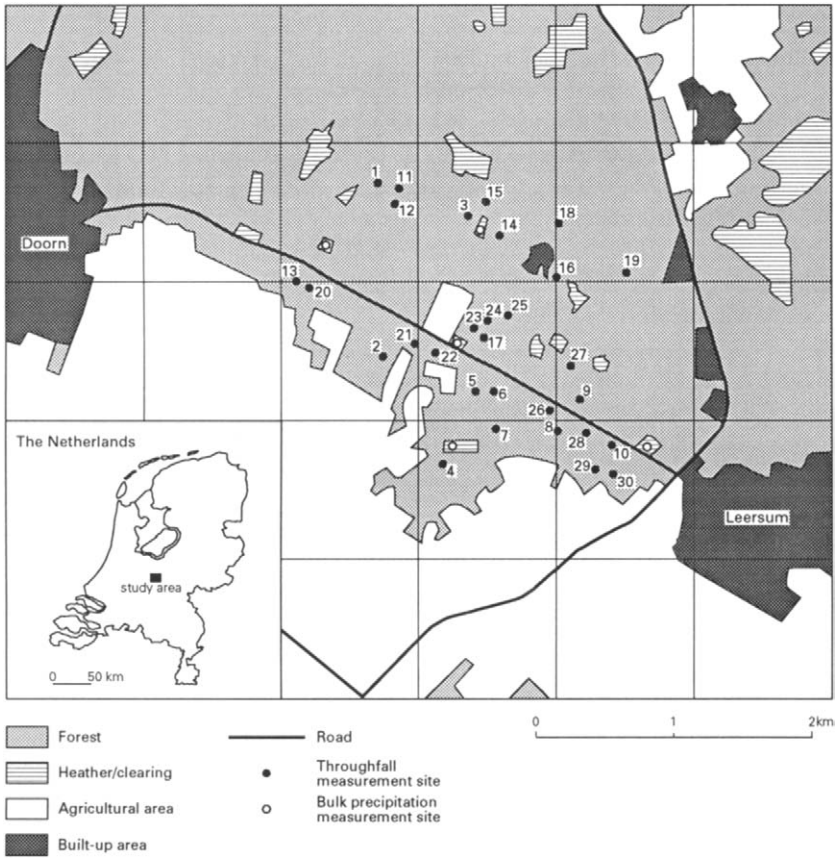 1
11
12
15
3
14
18
Doorn
16
19
13
20
25
24
23
17
21
22
2
27
5
6
9
26
7
8
28
10
4
29
30
The Netherlands
study area
0 50 km
Leersum
0 1 2km
Forest
Heather/clearing
Agricultural area
Built-up area
Road
Throughfall
measurement site
Bulk precipitation
measurement site